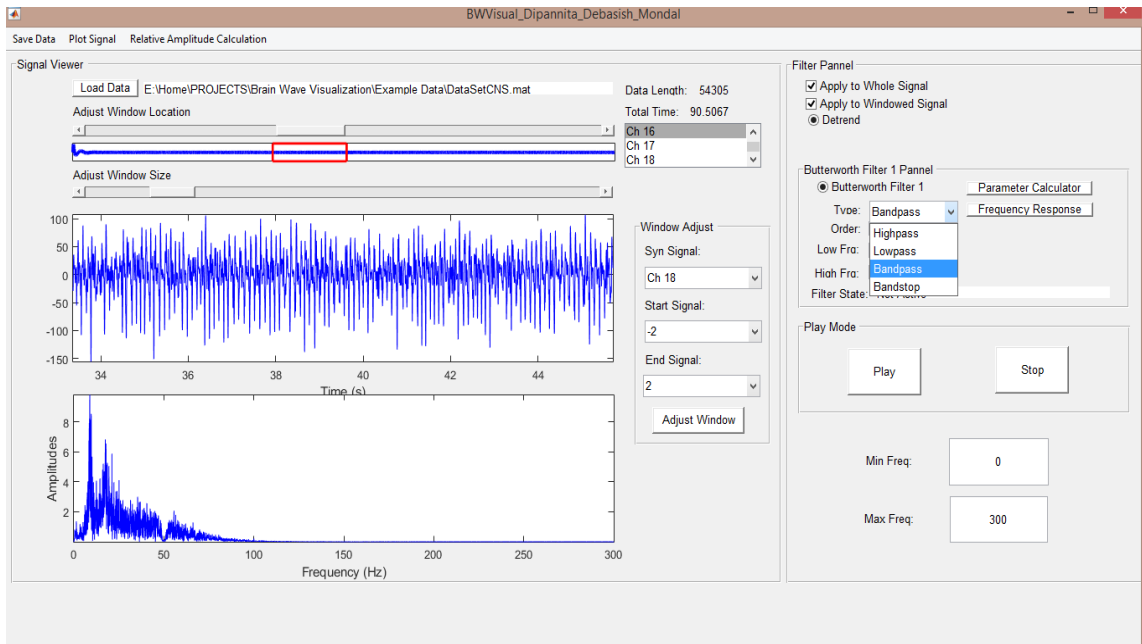 BWVisual_Dipannita_Debasish_Mondal
Save Data Plot Signal Relative Amplitude Calculation
Signal Viewer
Load Data E:\Home\PROJECTS\Brain Wave Visualization\Example Data\DataSetCNS.mat
Adjust Window Location
Adjust Window Size
Data Length: 54305
Total Time: 90.5067
Ch 16
Ch 17
Ch 18
100
50
0
-50
-100
-150
34 36 38 40 42 44
Time (s)
Amplitudes
8
6
4
2
0 50 100 150 200 250 300
Frequency (Hz)
Window Adjust
Syn Signal:
Ch 18
Start Signal:
-2
End Signal:
2
Adjust Window
Filter Pannel
Apply to Whole Signal
Apply to Windowed Signal
Detrend
Butterworth Filter 1 Pannel
Butterworth Filter 1 Parameter Calculator
Type: Bandpass Frequency Response
Order:
Low Frq:
High Frq:
Filter State:
Highpass
Lowpass
Bandpass
Bandstop
Play Mode
Play Stop
Min Freq: 0
Max Freq: 300